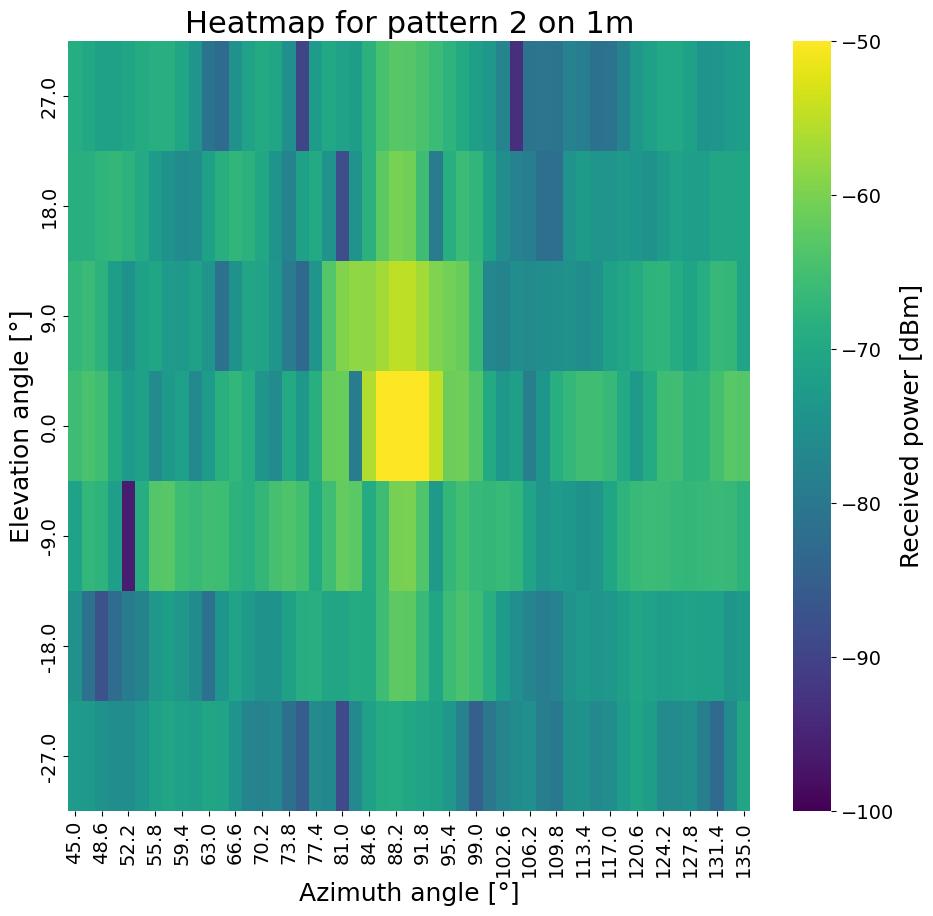 Heatmap for pattern 2 on 1m
Elevation angle [°]
27.0
18.0
9.0
0.0
-9.0
-18.0
-27.0
45.0 48.6 52.2 55.8 59.4 63.0 66.6 70.2 73.8 77.4 81.0 84.6 88.2 91.8 95.4 99.0 102.6 106.2 109.8 113.4 117.0 120.6 124.2 127.8 131.4 135.0
Azimuth angle [°]
−50
−60
−70
−80
−90
−100
Received power [dBm]